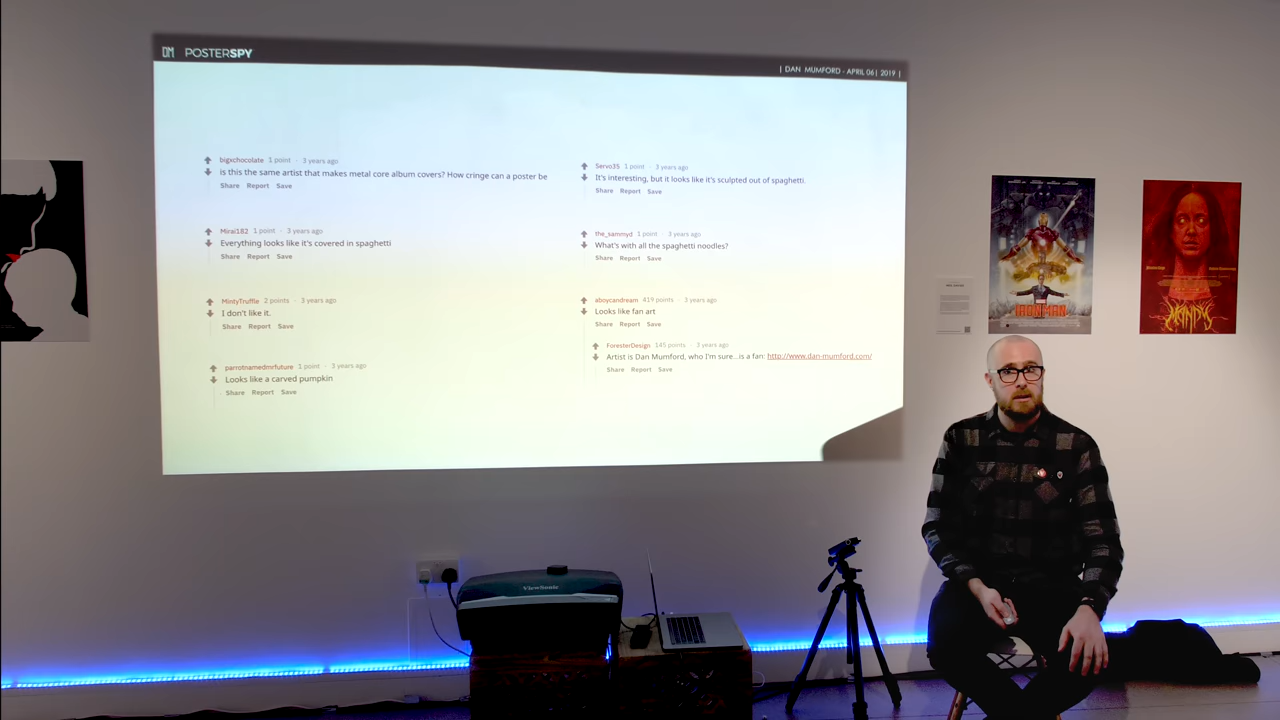 DM POSTERSPY
| DAN MUMFORD - APRIL 06| 2019 |
bigxchocolate 1 point · 3 years ago
is this the same artist that makes metal core album covers? How cringe can a poster be
Share Report Save
Mirai182 1 point · 3 years ago
Everything looks like it's covered in spaghetti
Share Report Save
MintyTruffle 2 points · 3 years ago
I don't like it.
Share Report Save
parrotnamedmrfuture 1 point · 3 years ago
Looks like a carved pumpkin
Share Report Save
Servo35 1 point · 3 years ago
It's interesting, but it looks like it's sculpted out of spaghetti.
Share Report Save
the_sammyd 1 point · 3 years ago
What's with all the spaghetti noodles?
Share Report Save
aboycandream 419 points · 3 years ago
Looks like fan art
Share Report Save
ForesterDesign 145 points · 3 years ago
Artist is Dan Mumford, who I'm sure...is a fan: http://www.dan-mumford.com/
Share Report Save
IRON MAN
MANDY
ViewSonic